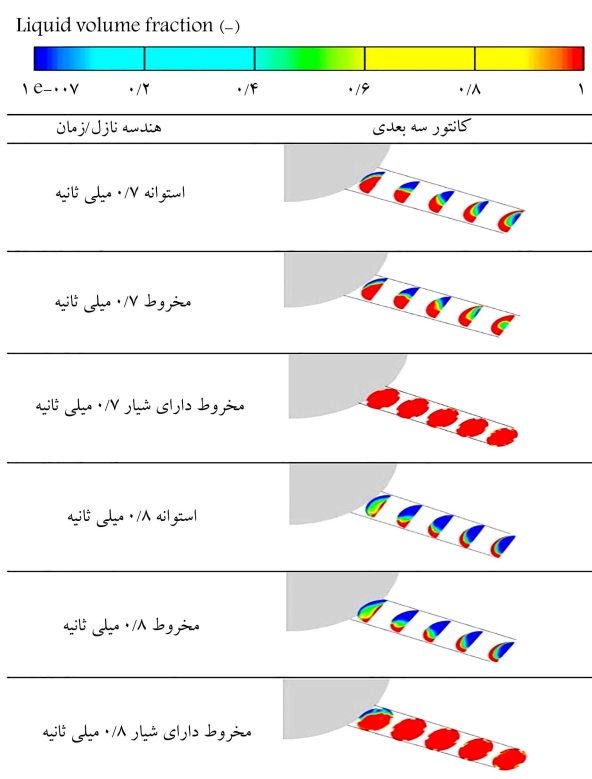 Liquid volume fraction (-)
۱ e-۰۰۷ ۰/۲ ۰/۴ ۰/۶ ۰/۸ ۱
هندسه نازل/زمان کانتور سه بعدی
استوانه ۰/۷ میلی ثانیه
مخروط ۰/۷ میلی ثانیه
مخروط دارای شیار ۰/۷ میلی ثانیه
استوانه ۰/۸ میلی ثانیه
مخروط ۰/۸ میلی ثانیه
مخروط دارای شیار ۰/۸ میلی ثانیه